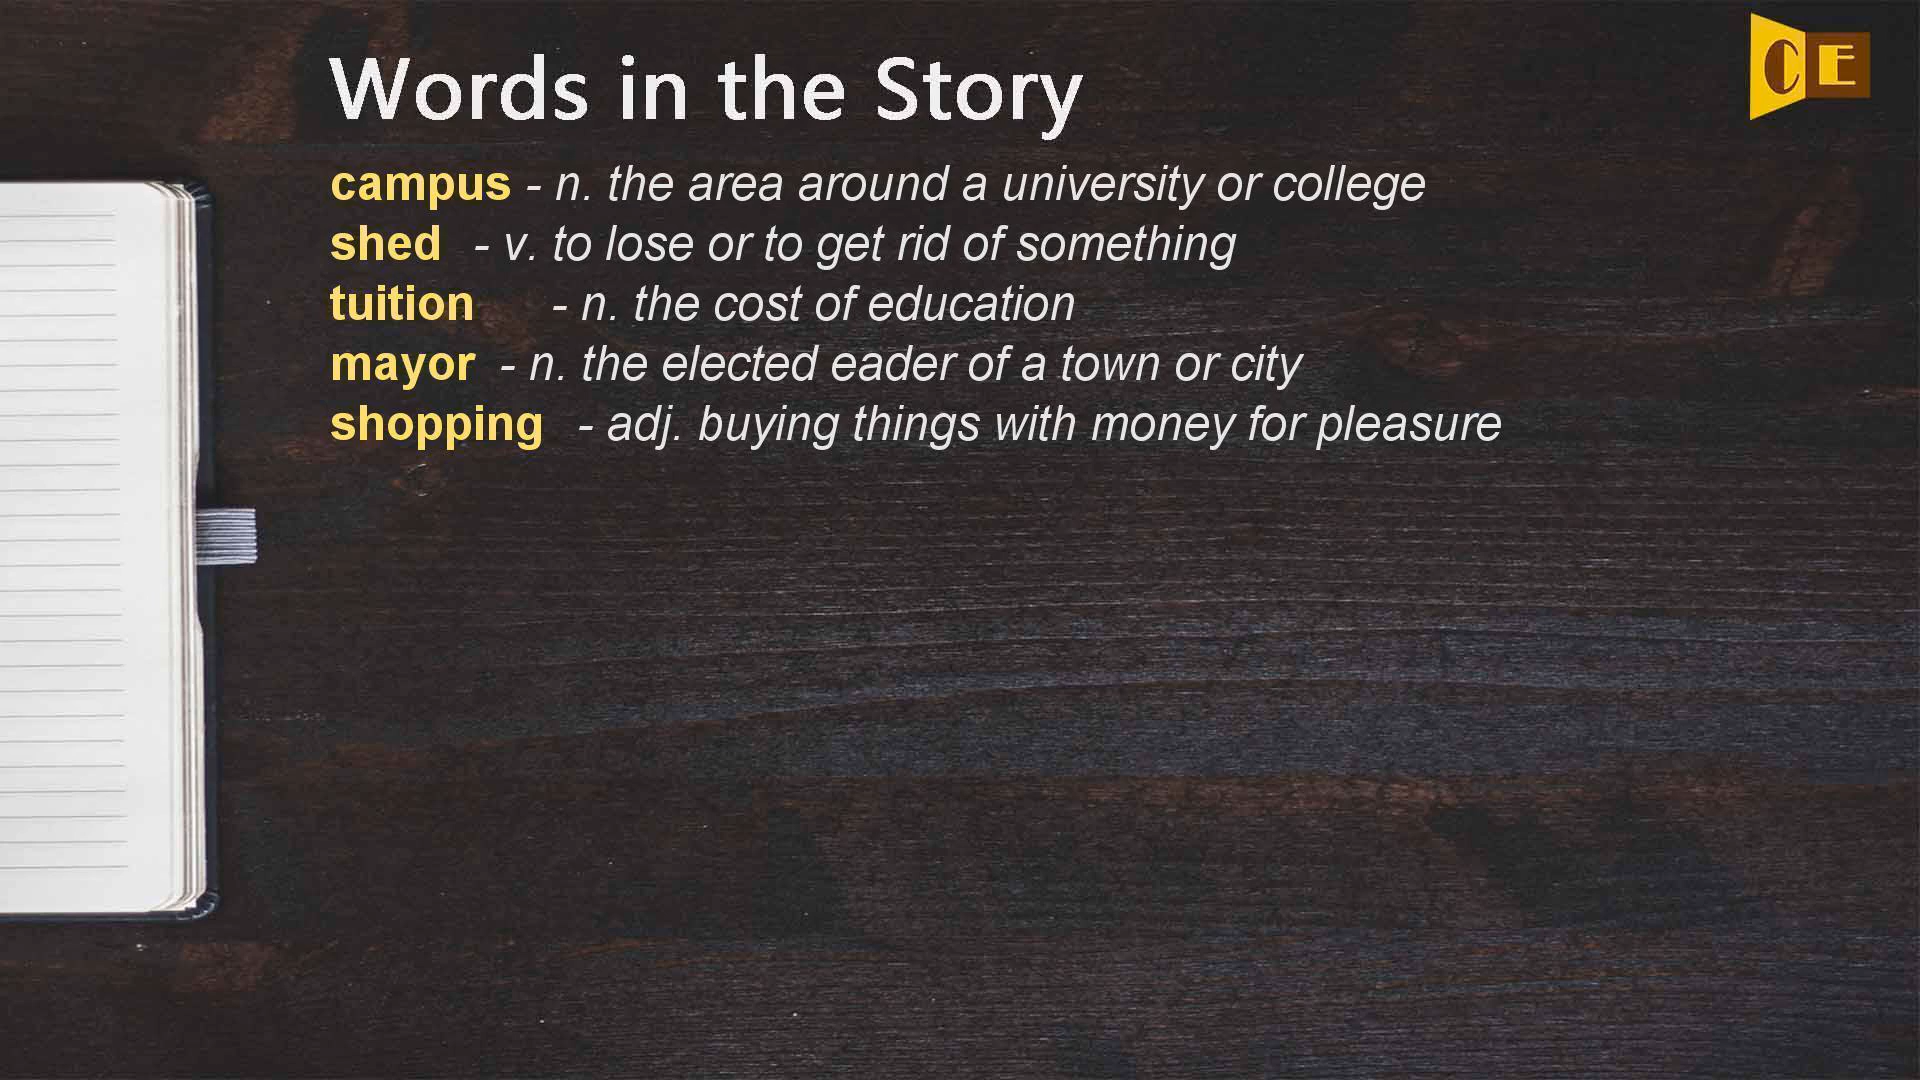 Words in the Story
CE
campus - n. the area around a university or college
shed - v. to lose or to get rid of something
tuition - n. the cost of education
mayor - n. the elected eader of a town or city
shopping - adj. buying things with money for pleasure